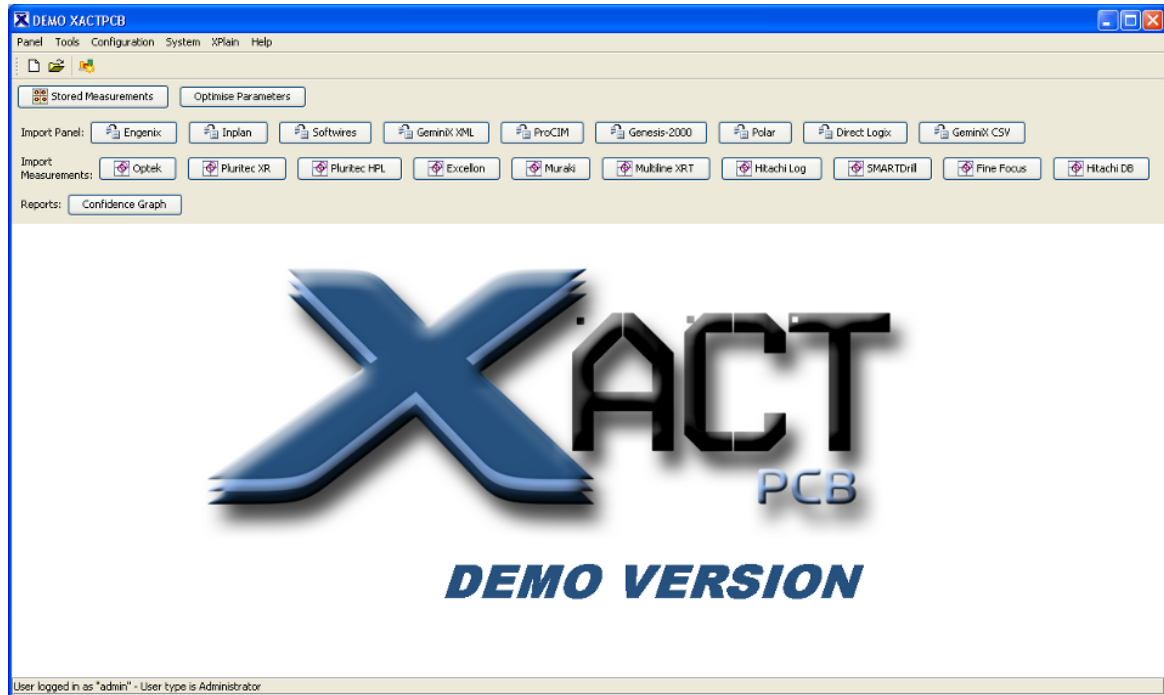 DEMO XACTPCB
Panel Tools Configuration System XPlain Help
Stored Measurements Optimise Parameters
Import Panel: Engenix Inplan Softwires GeminiX XML ProCIM Genesis-2000 Polar Direct Logix GeminiX CSV
Import
Measurements: Optek Pluritec XR Pluritec HPL Excellon Muraki Multiline XRT Hitachi Log SMARTDrill Fine Focus Hitachi DB
Reports: Confidence Graph
XACT
PCB
DEMO VERSION
User logged in as "admin" - User type is Administrator